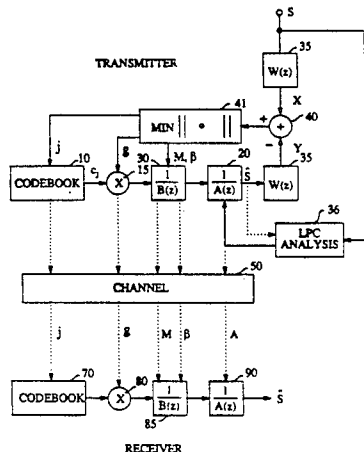 S
35
W(z)
TRANSMITTER
X
41
MIN || • ||
+
+
40
−
Y
j
g
M, β
10
CODEBOOK
c_j
X
15
30
1
B(z)
20
1
A(z)
Ŝ
35
W(z)
36
LPC
ANALYSIS
50
CHANNEL
j
g
M
β
A
70
CODEBOOK
X
80
1
B(z)
85
90
1
A(z)
Ŝ
RECEIVER